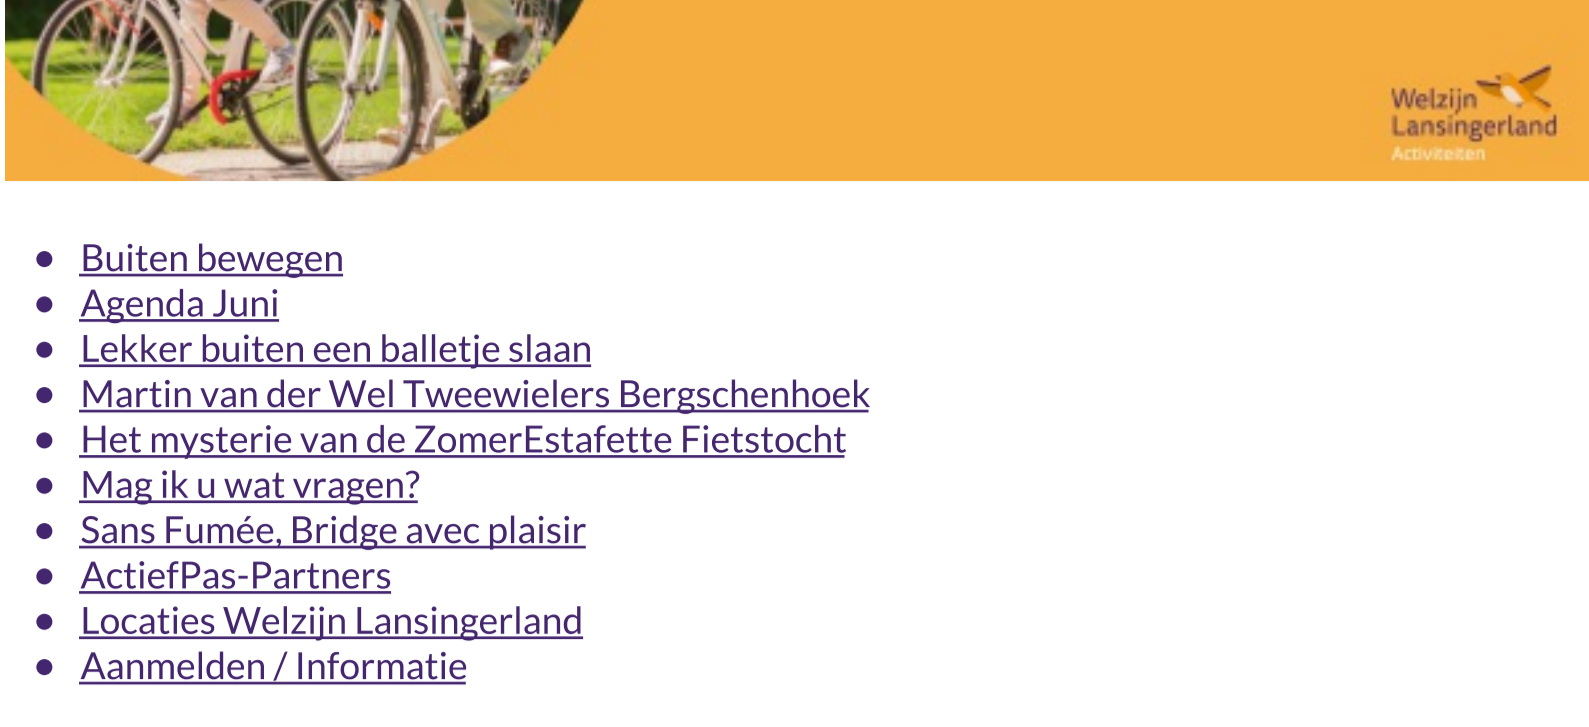 Welzijn
Lansingerland
Activiteiten
Buiten bewegen
Agenda Juni
Lekker buiten een balletje slaan
Martin van der Wel Tweewielers Bergschenhoek
Het mysterie van de ZomerEstafette Fietstocht
Mag ik u wat vragen?
Sans Fumée, Bridge avec plaisir
ActiefPas-Partners
Locaties Welzijn Lansingerland
Aanmelden / Informatie